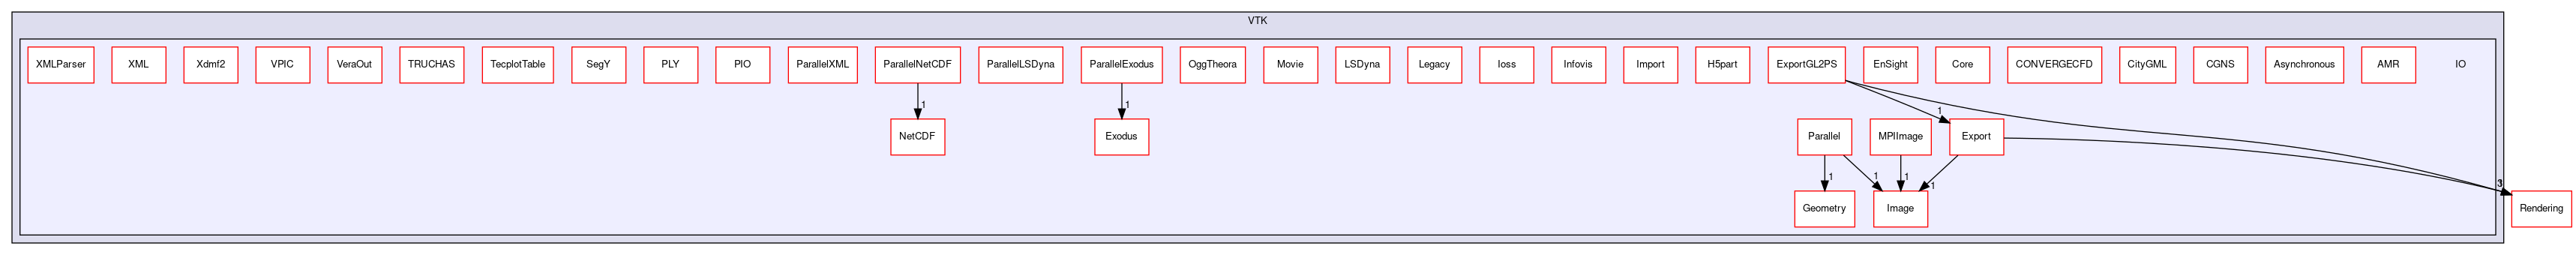 VTK
XMLParser XML Xdmf2 VPIC VeraOut TRUCHAS TecplotTable SegY PLY PIO ParallelXML ParallelNetCDF ParallelLSDyna ParallelExodus OggTheora Movie LSDyna Legacy Ioss Infovis Import H5part ExportGL2PS EnSight Core CONVERGECFD CityGML CGNS Asynchronous AMR IO
1 1 1
NetCDF Exodus Parallel MPIImage Export
1 1 1 1 3
Geometry Image Rendering